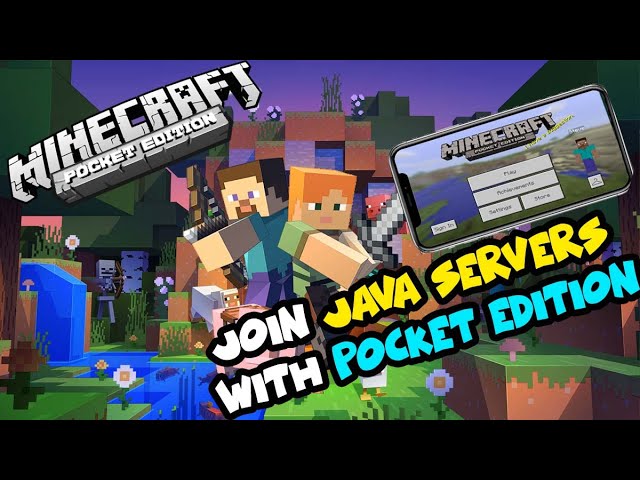 MINECRAFT
POCKET EDITION
MINECRAFT
POCKET EDITION
Play
Achievements
Settings
Store
Sign In
JOIN JAVA SERVERS
WITH POCKET EDITION